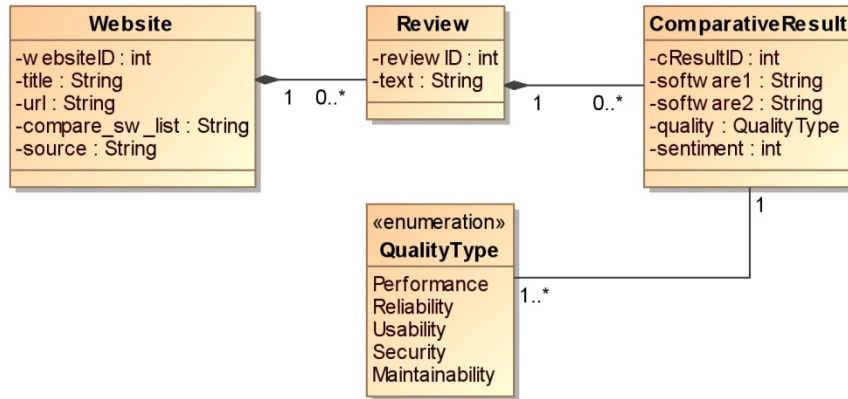 Website
-websiteID : int
-title : String
-url : String
-compare_sw_list : String
-source : String
1 0..*
Review
-reviewID : int
-text : String
1 0..*
ComparativeResult
-cResultID : int
-software1 : String
-software2 : String
-quality : QualityType
-sentiment : int
1
«enumeration»
QualityType
Performance
Reliability
Usability
Security
Maintainability
1..*